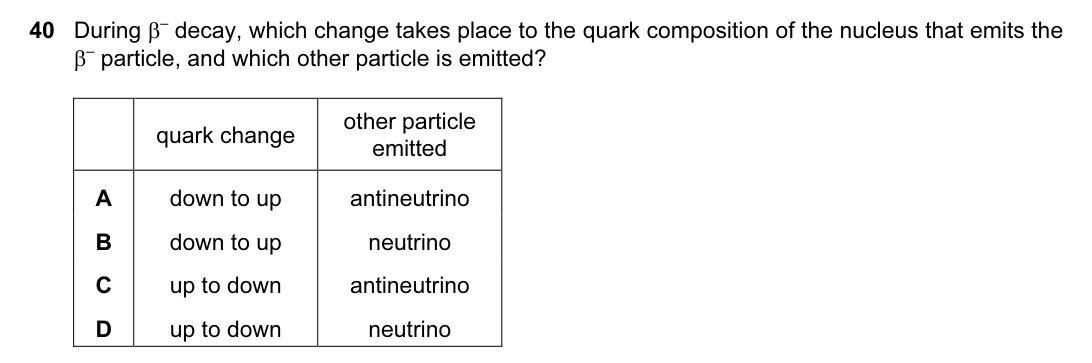 40 During β⁻ decay, which change takes place to the quark composition of the nucleus that emits the
β⁻ particle, and which other particle is emitted?
quark change other particle
emitted
A down to up antineutrino
B down to up neutrino
C up to down antineutrino
D up to down neutrino